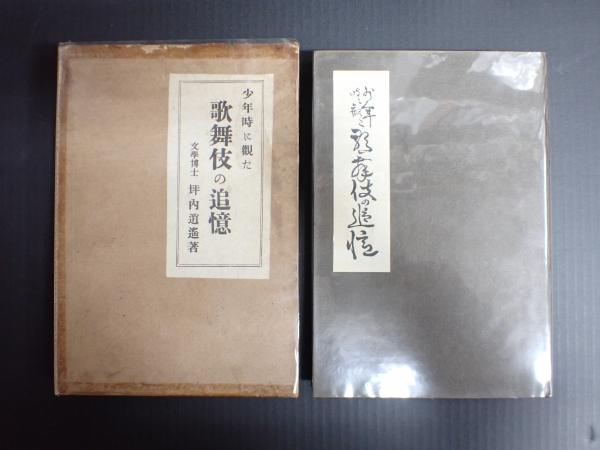 少年時に觀た
歌舞伎の追憶
文學博士 坪內逍遙著
少年
時に觀た
歌舞伎の追憶